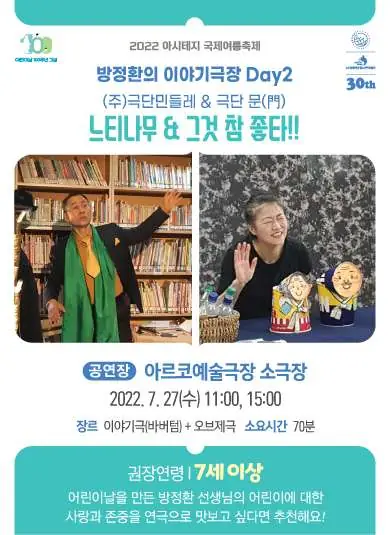 2022 아시테지 국제여름축제
30th
방정환의 이야기극장 Day2
(주)극단민들레 & 극단 문(門)
느티나무 & 그것 참 좋타!!
공연장 아르코예술극장 소극장
2022. 7. 27(수) 11:00, 15:00
장르 이야기극(바버텀) + 오브제극 소요시간 70분
권장연령 | 7세 이상
어린이날을 만든 방정환 선생님의 어린이에 대한
사랑과 존중을 연극으로 맛보고 싶다면 추천해요!